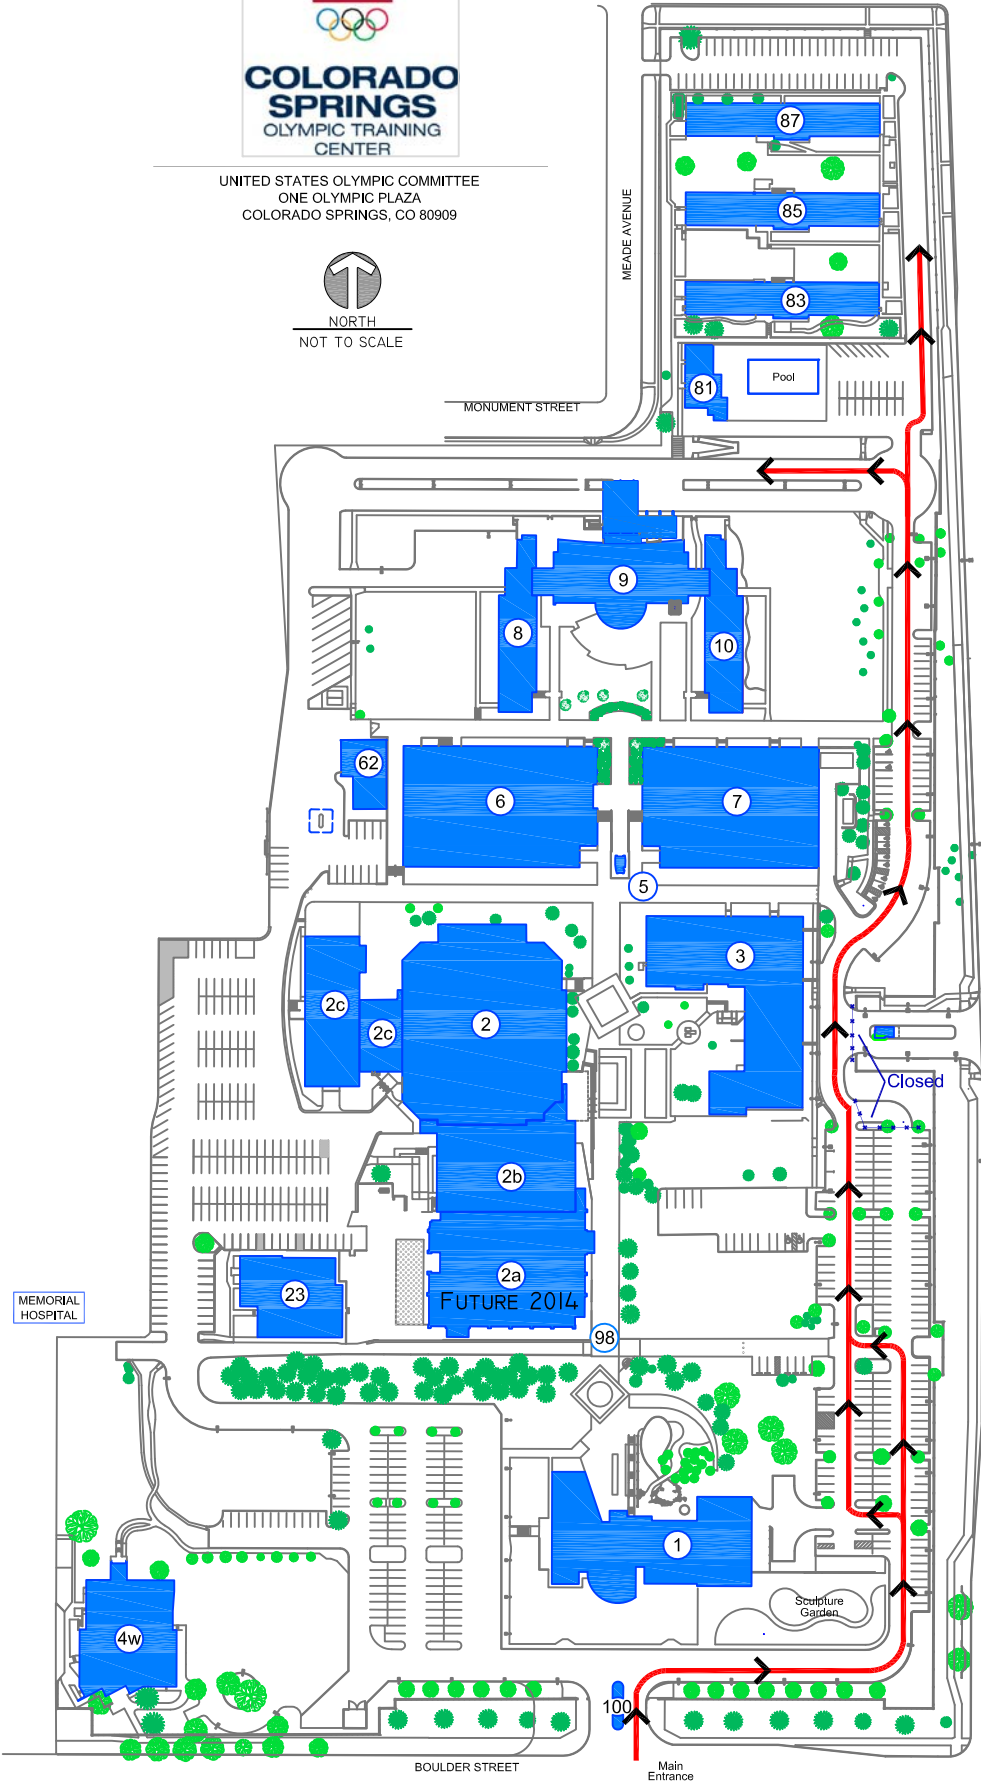 COLORADO
SPRINGS
OLYMPIC TRAINING
CENTER
UNITED STATES OLYMPIC COMMITTEE
ONE OLYMPIC PLAZA
COLORADO SPRINGS, CO 80909
NORTH
NOT TO SCALE
MEADE AVENUE
MONUMENT STREET
87
85
83
81
Pool
9
8
10
62
6
7
5
3
2c
2c
2
Closed
2b
2a
FUTURE 2014
23
MEMORIAL
HOSPITAL
98
1
Sculpture
Garden
4w
100
BOULDER STREET
Main
Entrance